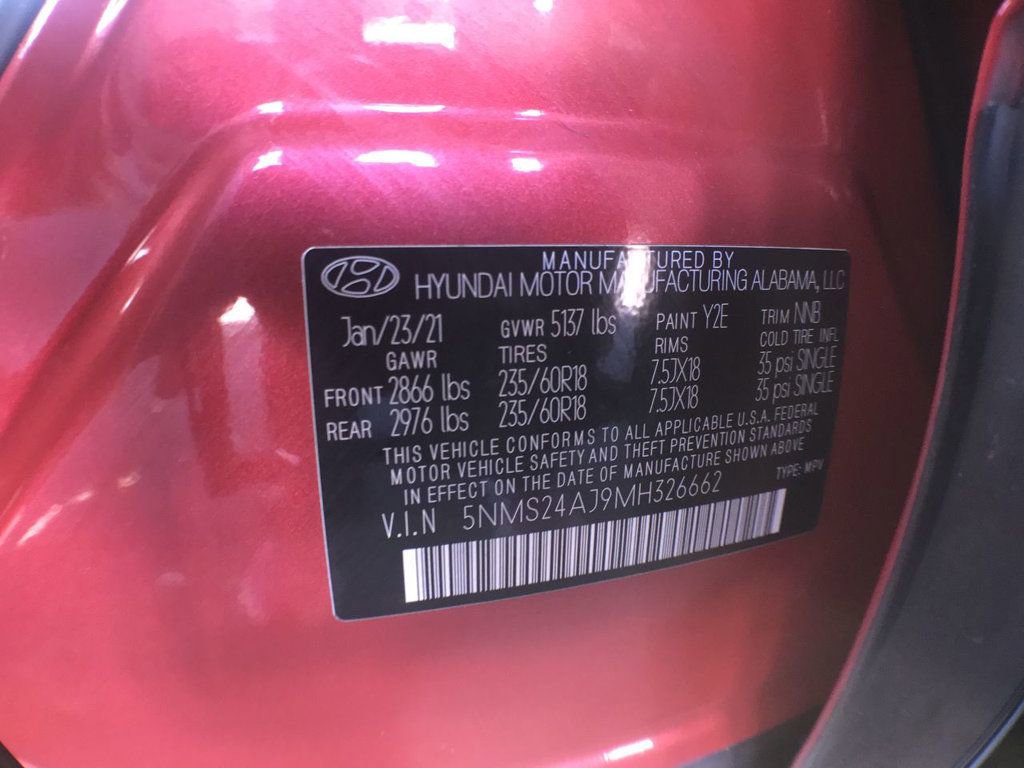 MANUFACTURED BY
HYUNDAI MOTOR MANUFACTURING ALABAMA, LLC
Jan/23/21 GVWR 5137 lbs PAINT Y2E TRIM NNB
GAWR TIRES RIMS COLD TIRE INFL
FRONT 2866 lbs 235/60R18 7.5JX18 35 psi SINGLE
REAR 2976 lbs 235/60R18 7.5JX18 35 psi SINGLE
THIS VEHICLE CONFORMS TO ALL APPLICABLE U.S.A. FEDERAL
MOTOR VEHICLE SAFETY AND THEFT PREVENTION STANDARDS
IN EFFECT ON THE DATE OF MANUFACTURE SHOWN ABOVE
V.I.N 5NMS24AJ9MH326662 TYPE: MPV